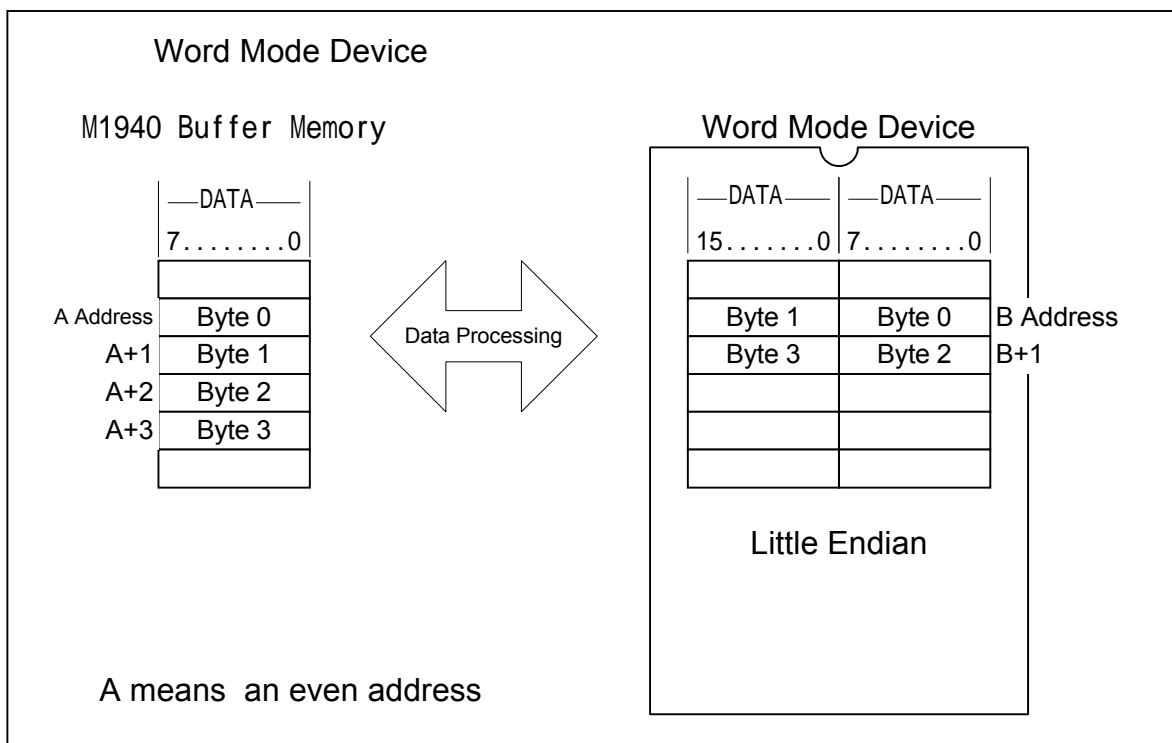 Word Mode Device
M1940 Buffer Memory
DATA
7........0
A Address Byte 0
A+1 Byte 1
A+2 Byte 2
A+3 Byte 3
Data Processing
Word Mode Device
DATA DATA
15.......0 7........0
Byte 1 Byte 0 B Address
Byte 3 Byte 2 B+1
Little Endian
A means an even address